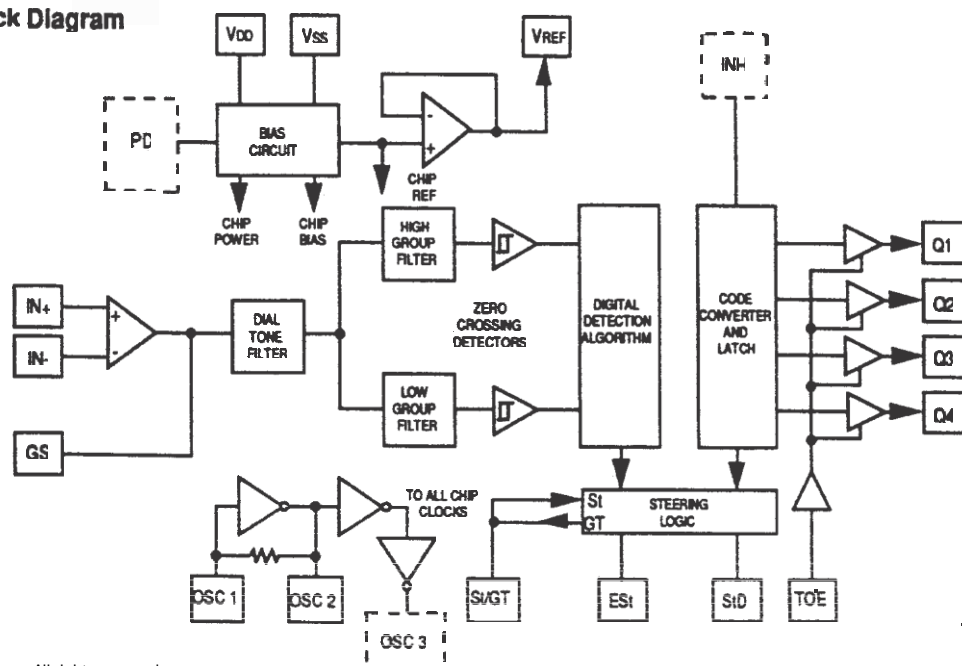 ck Diagram
VDD
VSS
VREF
INH
PD
BIAS
CIRCUIT
-
+
CHIP
REF
CHIP
POWER
CHIP
BIAS
HIGH
GROUP
FILTER
IN+
IN-
+
-
DIAL
TONE
FILTER
ZERO
CROSSING
DETECTORS
DIGITAL
DETECTION
ALGORITHM
CODE
CONVERTER
AND
LATCH
Q1
Q2
Q3
Q4
LOW
GROUP
FILTER
GS
TO ALL CHIP
CLOCKS
St
GT
STEERING
LOGIC
OSC 1
OSC 2
OSC 3
St/GT
ESt
StD
TOE